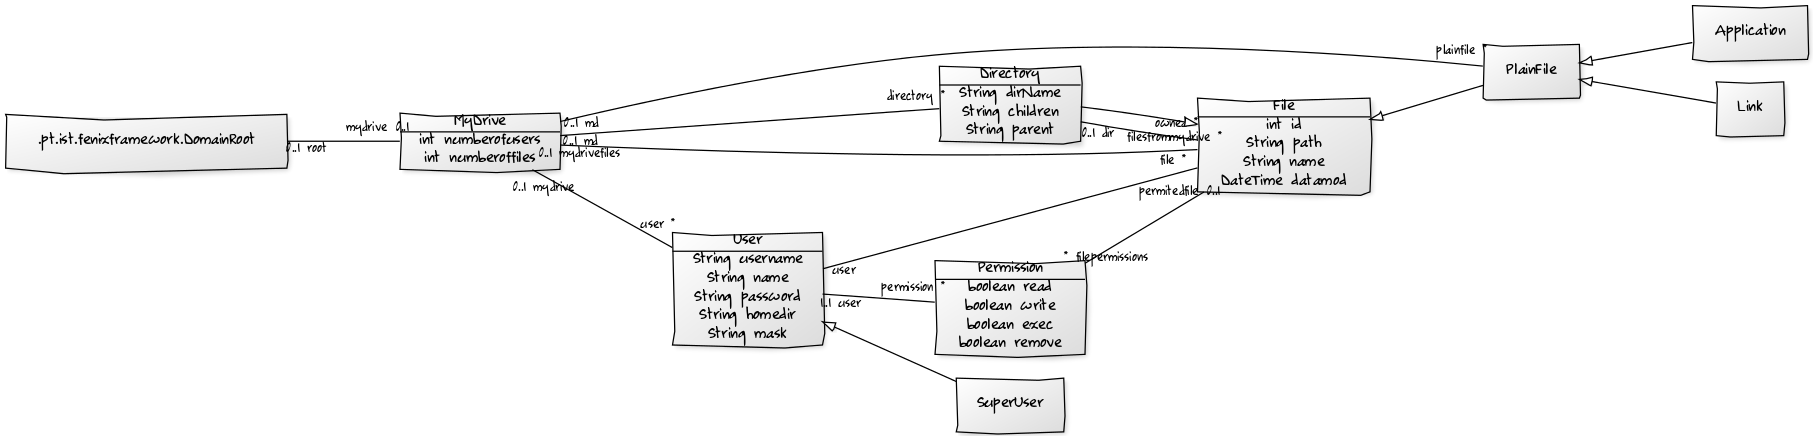 .pt.ist.fenixframework.DomainRoot
0..1 root
mydrive 0..1
MyDrive
int numberofusers
int numberoffiles
0..1 md
0..1 md
0..1 mydrivefiles
0..1 mydrive
user *
User
String username
String name
String password
String homedir
String mask
directory *
Directory
String dirName
String children
String parent
0..1 dir
filesfrommydrive *
owned *
file *
permitedfile 0..1
user
1..1 user
permission *
* filepermissions
Permission
boolean read
boolean write
boolean exec
boolean remove
SuperUser
File
int id
String path
String name
DateTime datamod
plainfile *
PlainFile
Application
Link